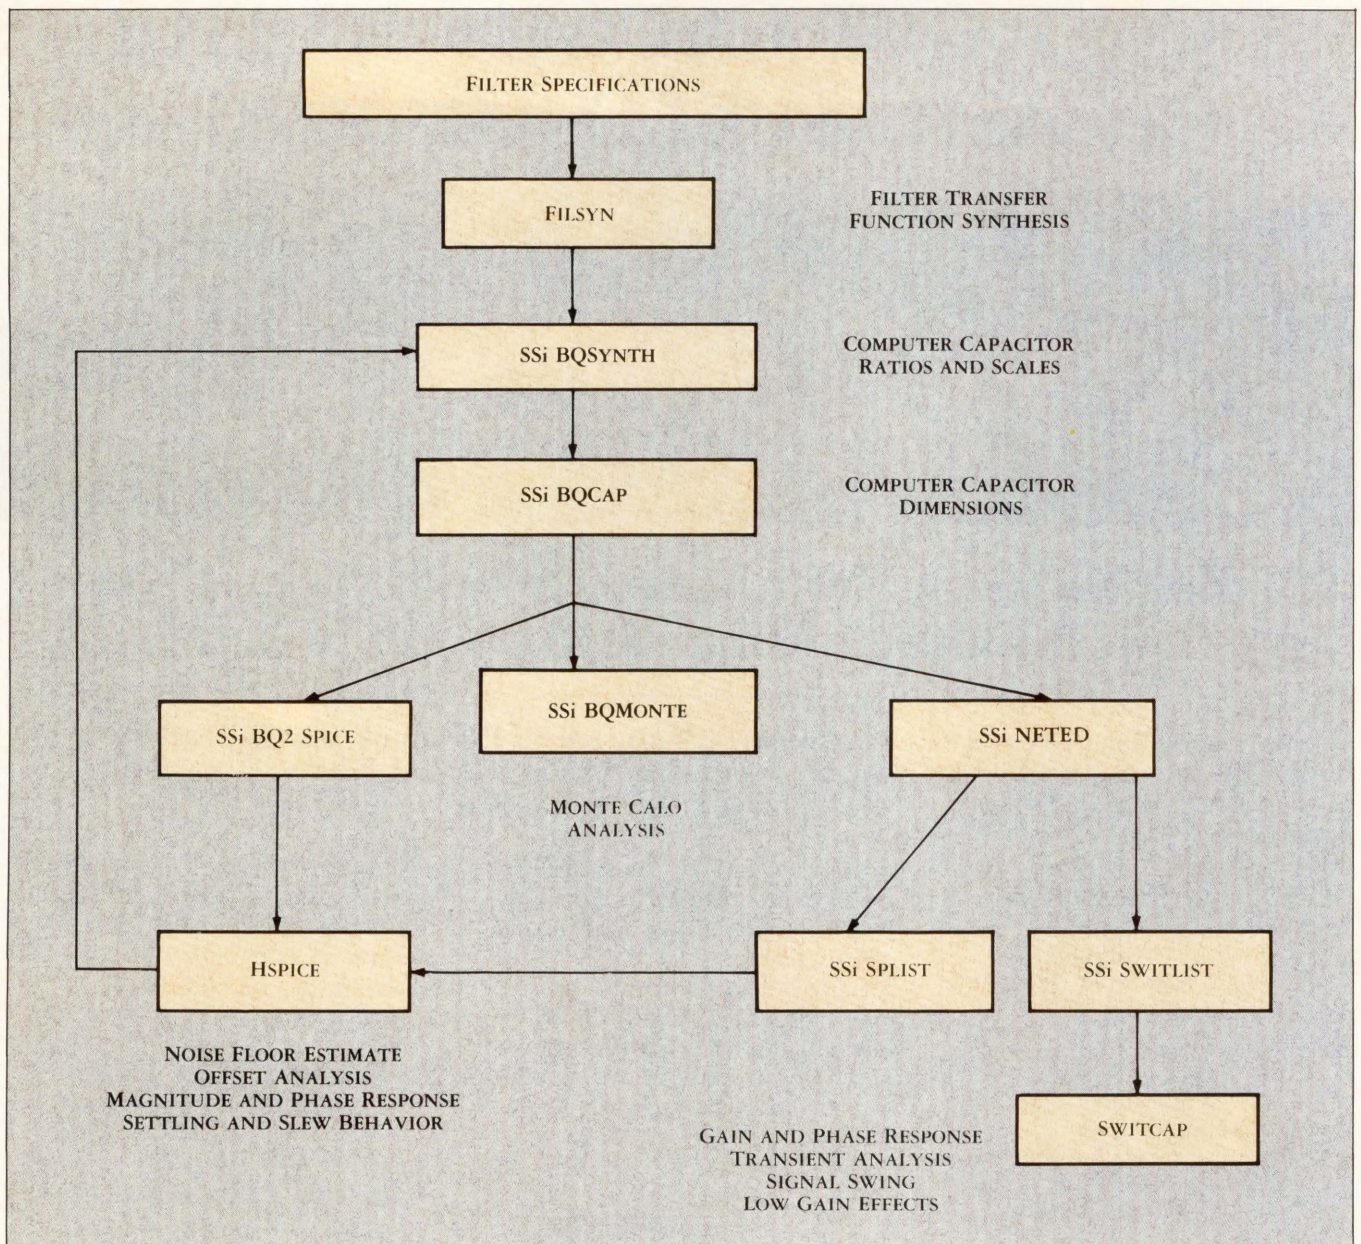 FILTER SPECIFICATIONS
FILSYN
FILTER TRANSFER
FUNCTION SYNTHESIS
SSi BQSYNTH
COMPUTER CAPACITOR
RATIOS AND SCALES
SSi BQCAP
COMPUTER CAPACITOR
DIMENSIONS
SSi BQ2 SPICE
SSi BQMONTE
SSi NETED
MONTE CALO
ANALYSIS
HSPICE
SSi SPLIST
SSi SWITLIST
NOISE FLOOR ESTIMATE
OFFSET ANALYSIS
MAGNITUDE AND PHASE RESPONSE
SETTLING AND SLEW BEHAVIOR
SWITCAP
GAIN AND PHASE RESPONSE
TRANSIENT ANALYSIS
SIGNAL SWING
LOW GAIN EFFECTS